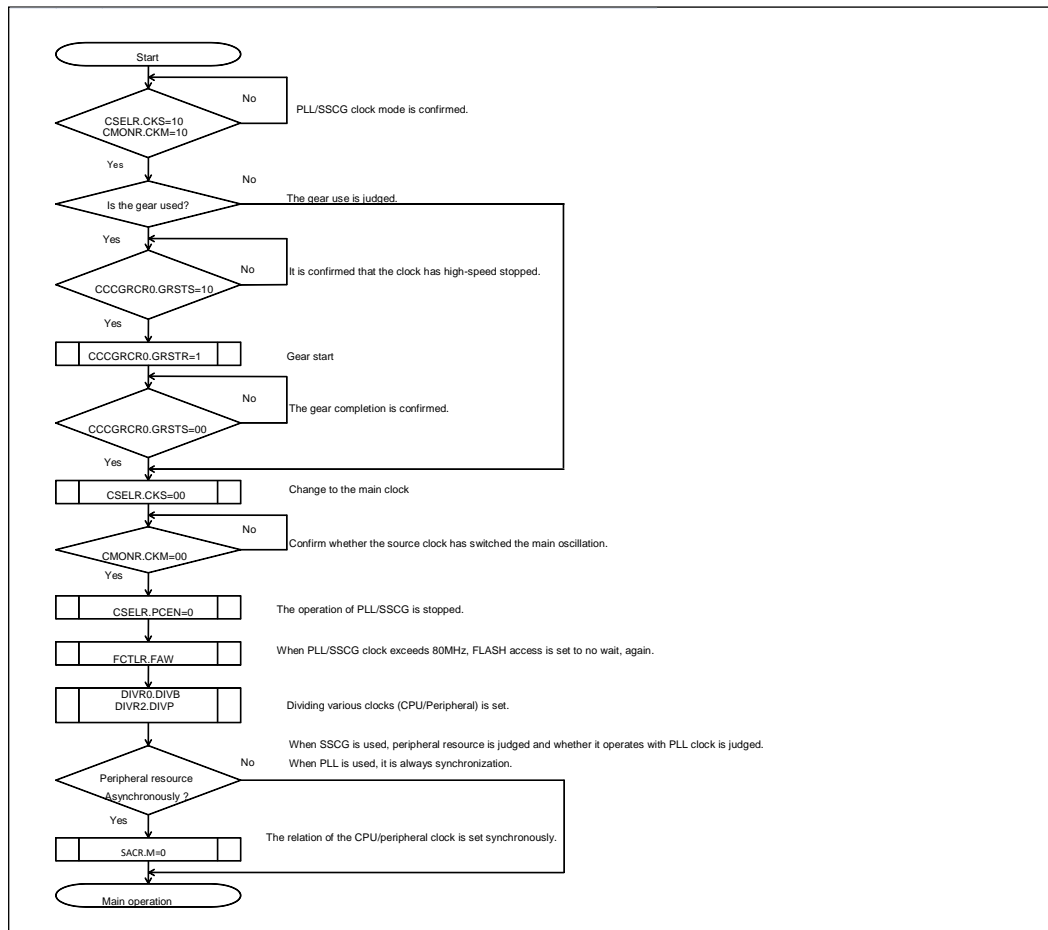 Start
No
CSELR.CKS=10
CMONR.CKM=10
PLL/SSCG clock mode is confirmed.
Yes
No
Is the gear used?
The gear use is judged.
Yes
No
It is confirmed that the clock has high-speed stopped.
CCCGRCR0.GRSTS=10
Yes
CCCGRCR0.GRSTR=1
Gear start
No
The gear completion is confirmed.
CCCGRCR0.GRSTS=00
Yes
CSELR.CKS=00
Change to the main clock
No
Confirm whether the source clock has switched the main oscillation.
CMONR.CKM=00
Yes
CSELR.PCEN=0
The operation of PLL/SSCG is stopped.
FCTLR.FAW
When PLL/SSCG clock exceeds 80MHz, FLASH access is set to no wait, again.
DIVR0.DIVB
DIVR2.DIVP
Dividing various clocks (CPU/Peripheral) is set.
When SSCG is used, peripheral resource is judged and whether it operates with PLL clock is judged.
No
When PLL is used, it is always synchronization.
Peripheral resource
Asynchronously ?
Yes
The relation of the CPU/peripheral clock is set synchronously.
SACR.M=0
Main operation